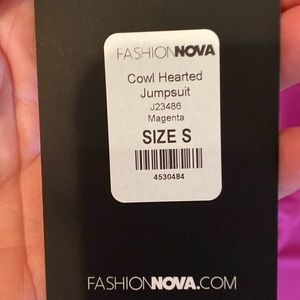 FASHIONNOVA
Cowl Hearted
Jumpsuit
J23486
Magenta
SIZE S
4530484
FASHIONNOVA.COM